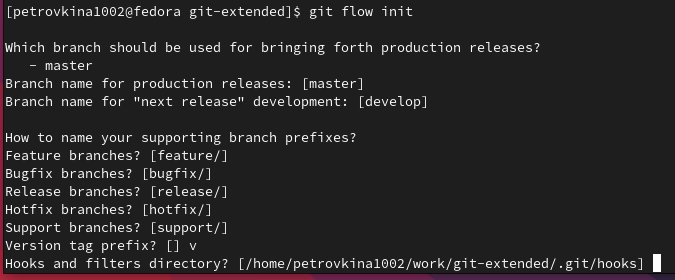 [petrovkina1002@fedora git-extended]$ git flow init
Which branch should be used for bringing forth production releases?
- master
Branch name for production releases: [master]
Branch name for "next release" development: [develop]
How to name your supporting branch prefixes?
Feature branches? [feature/]
Bugfix branches? [bugfix/]
Release branches? [release/]
Hotfix branches? [hotfix/]
Support branches? [support/]
Version tag prefix? [] v
Hooks and filters directory? [/home/petrovkina1002/work/git-extended/.git/hooks]